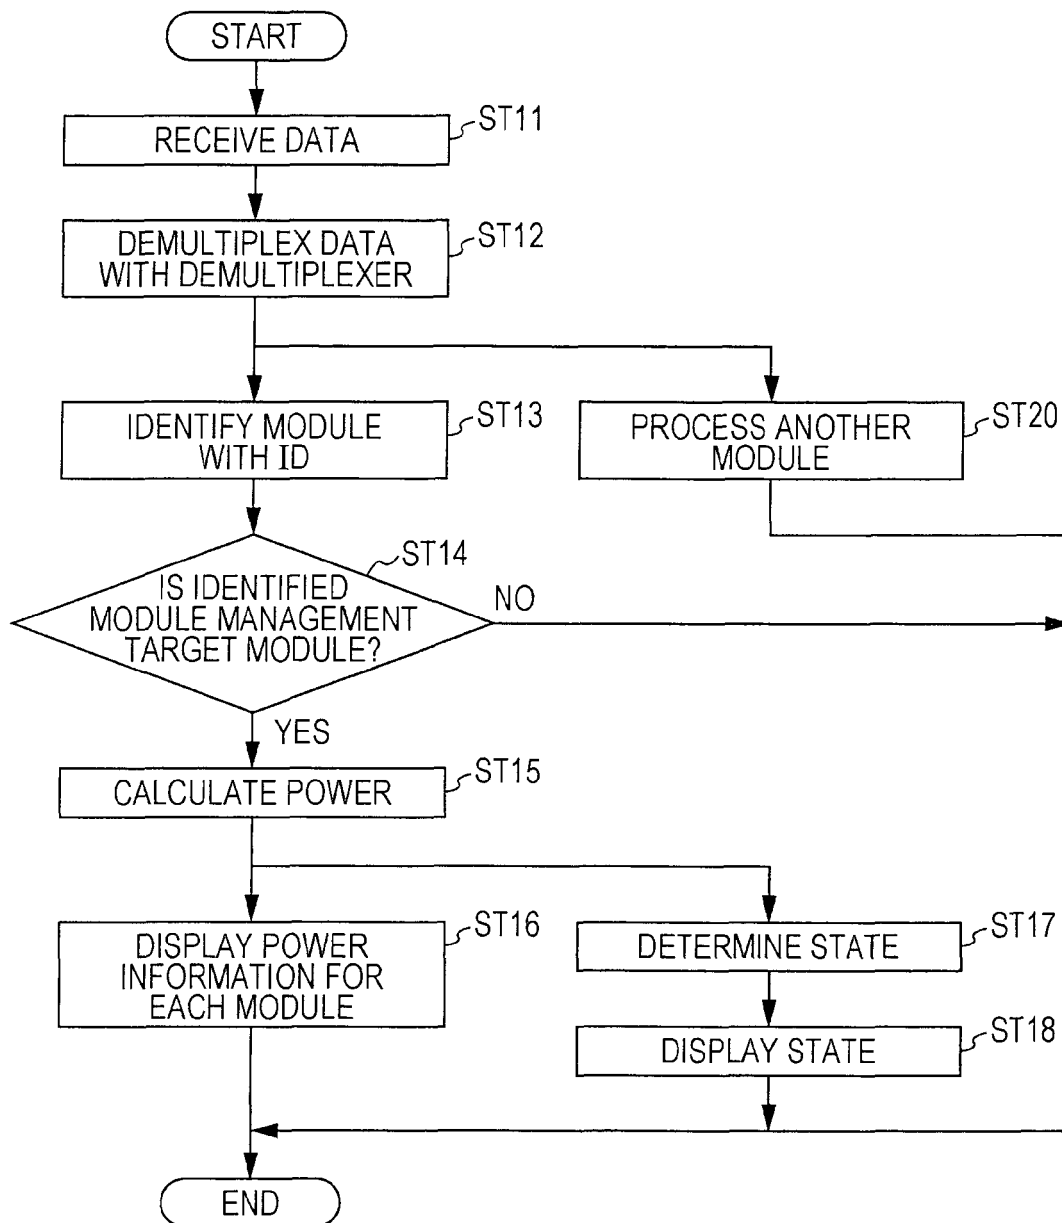 START
RECEIVE DATA
ST11
DEMULTIPLEX DATA
WITH DEMULTIPLEXER
ST12
IDENTIFY MODULE
WITH ID
ST13
PROCESS ANOTHER
MODULE
ST20
IS IDENTIFIED
MODULE MANAGEMENT
TARGET MODULE?
ST14
NO
YES
CALCULATE POWER
ST15
DISPLAY POWER
INFORMATION FOR
EACH MODULE
ST16
DETERMINE STATE
ST17
DISPLAY STATE
ST18
END